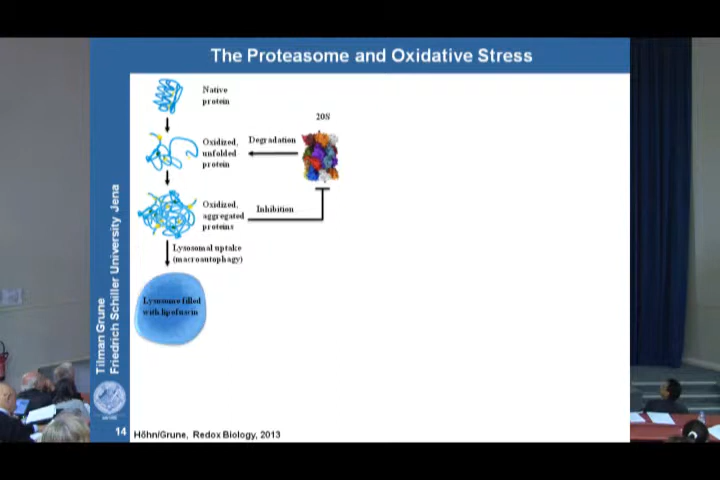 The Proteasome and Oxidative Stress
Native
protein
20S
Oxidized,
unfolded
protein
Degradation
Oxidized,
aggregated
proteins
Inhibition
Lysosomal uptake
(macroautophagy)
Lysosome filled
with lipofuscin
Tilman Grune
Friedrich Schiller University Jena
14
Höhn/Grune, Redox Biology, 2013